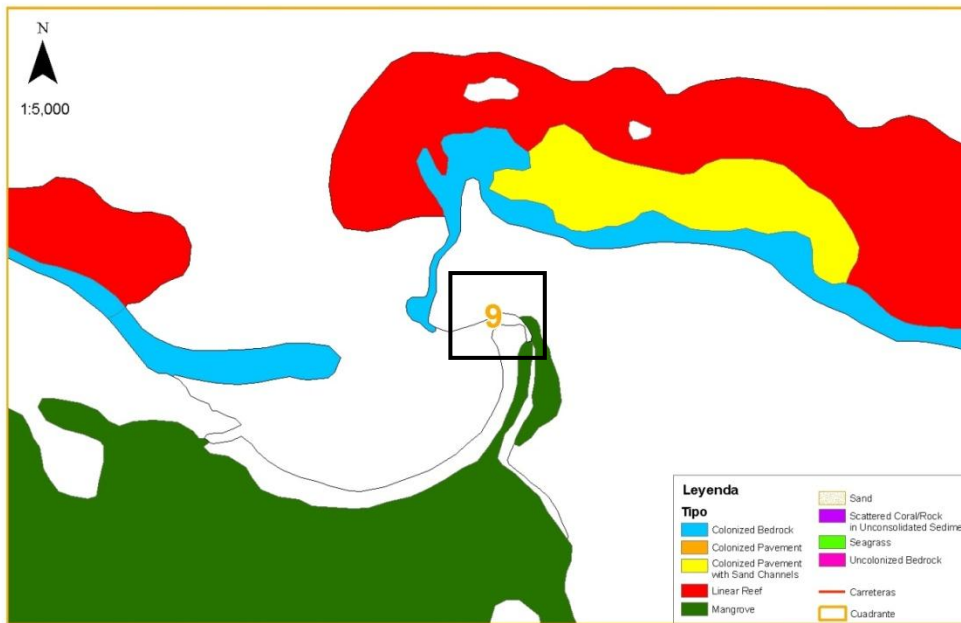 N
1:5,000
9
Leyenda
Tipo
Colonized Bedrock
Colonized Pavement
Colonized Pavement
with Sand Channels
Linear Reef
Mangrove
Sand
Scattered Coral/Rock
in Unconsolidated Sedime
Seagrass
Uncolonized Bedrock
Carreteras
Cuadrante